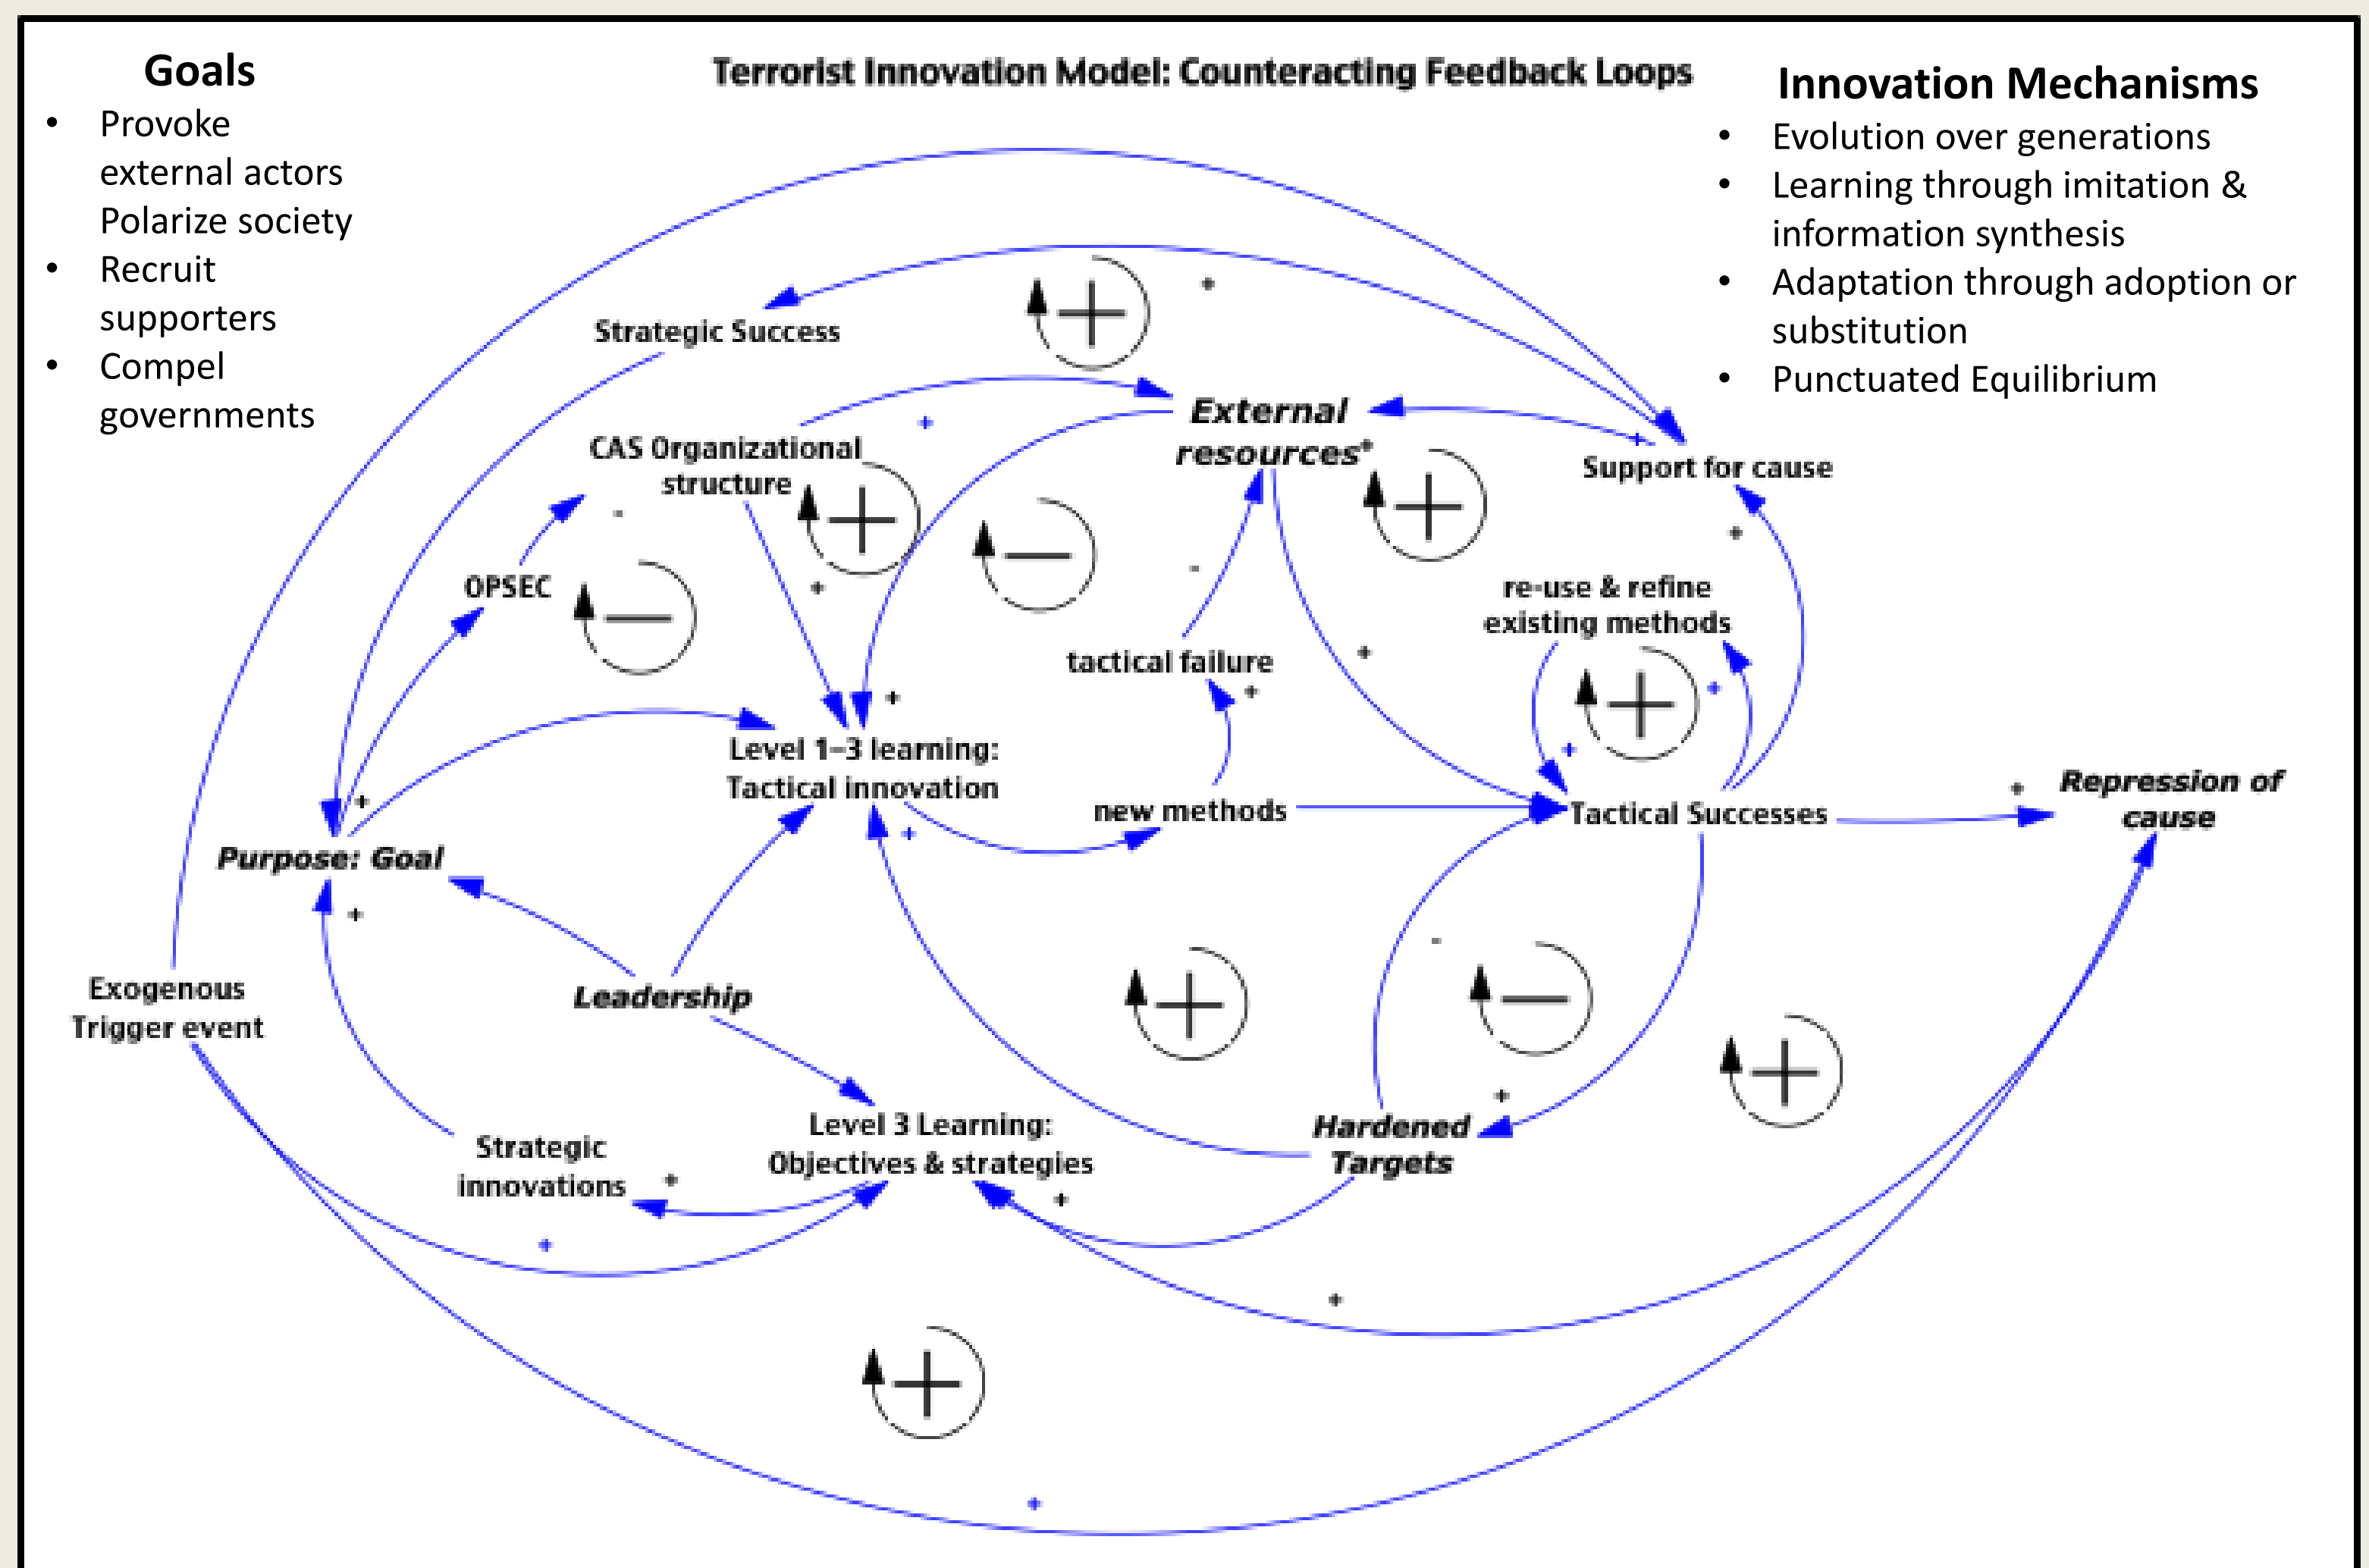 Goals
• Provoke
external actors
Polarize society
• Recruit
supporters
• Compel
governments
Terrorist Innovation Model: Counteracting Feedback Loops
Innovation Mechanisms
• Evolution over generations
• Learning through imitation &
information synthesis
• Adaptation through adoption or
substitution
• Punctuated Equilibrium
Strategic Success
CAS Organizational
structure
External
resources+
Support for cause
OPSEC
re-use & refine
existing methods
tactical failure
Level 1-3 learning:
Tactical innovation
new methods
Tactical Successes
Repression of
cause
Purpose: Goal
Leadership
Exogenous
Trigger event
Strategic
innovations
Level 3 Learning:
Objectives & strategies
Hardened
Targets